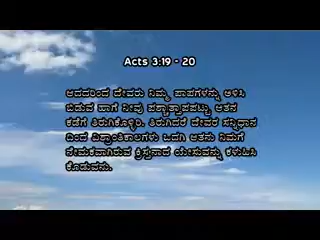 Acts 3:19 - 20
ಆದದರಿಂದ ದೇವರು ನಿಮ್ಮ ಪಾಪಗಳನ್ನು ಅಳಿಸಿ
ಬಿಡುವ ಹಾಗೆ ನೀವು ಪಶ್ಚಾತ್ತಾಪಪಟ್ಟು ಆತನ
ಕಡೆಗೆ ತಿರುಗಿಕೊಳ್ಳಿರಿ. ತಿರುಗಿದರೆ ದೇವರ ಸನ್ನಿಧಾನ
ದಿಂದ ವಿಶ್ರಾಂತಿಕಾಲಗಳು ಒದಗಿ ಆತನು ನಿಮಗೆ
ನೇಮಕವಾಗಿರುವ ಕ್ರಿಸ್ತನಾದ ಯೇಸುವನ್ನು ಕಳುಹಿಸಿ
ಕೊಡುವನು.